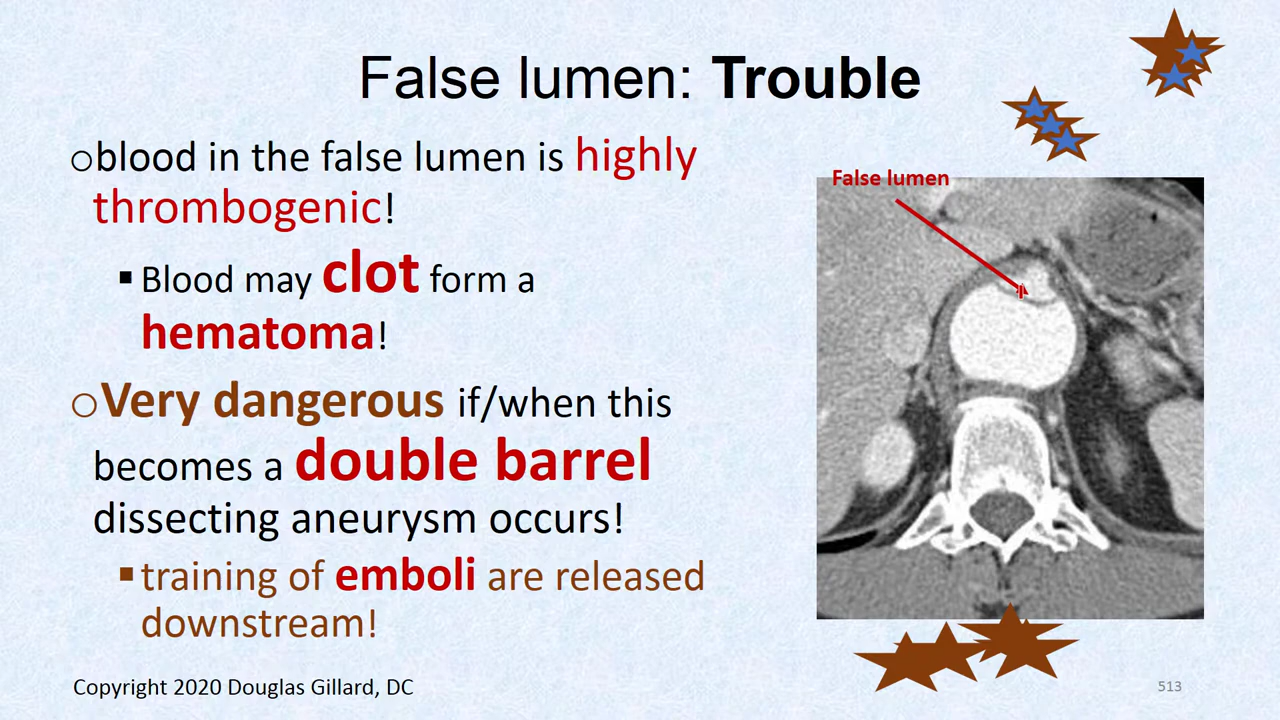 False lumen: Trouble
oblood in the false lumen is highly
thrombogenic!
▪Blood may clot form a
hematoma!
oVery dangerous if/when this
becomes a double barrel
dissecting aneurysm occurs!
▪training of emboli are released
downstream!
False lumen
Copyright 2020 Douglas Gillard, DC
513